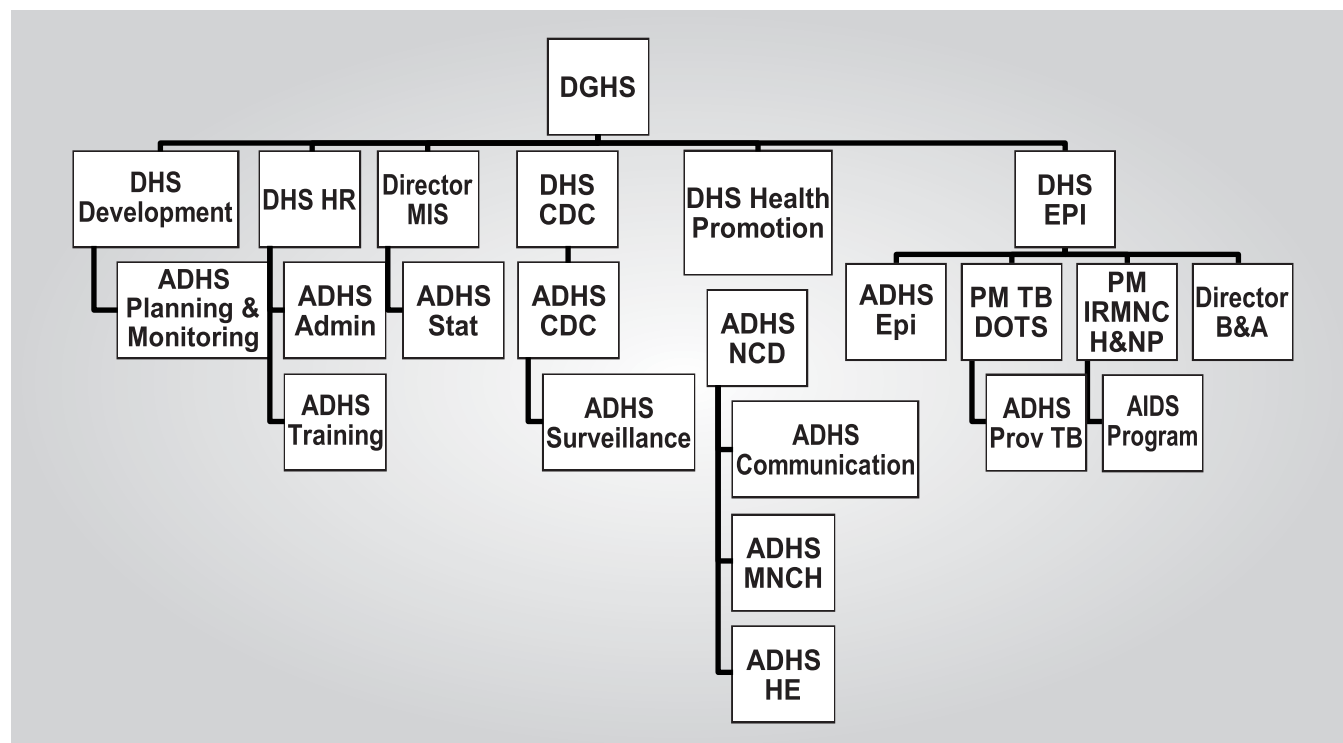 DGHS
DHS
Development
DHS HR
Director
MIS
DHS
CDC
DHS Health
Promotion
DHS
EPI
ADHS
Planning &
Monitoring
ADHS
Admin
ADHS
Training
ADHS
Stat
ADHS
CDC
ADHS
Surveillance
ADHS
NCD
ADHS
Communication
ADHS
MNCH
ADHS
HE
ADHS
Epi
PM TB
DOTS
PM
IRMNC
H&NP
Director
B&A
ADHS
Prov TB
AIDS
Program